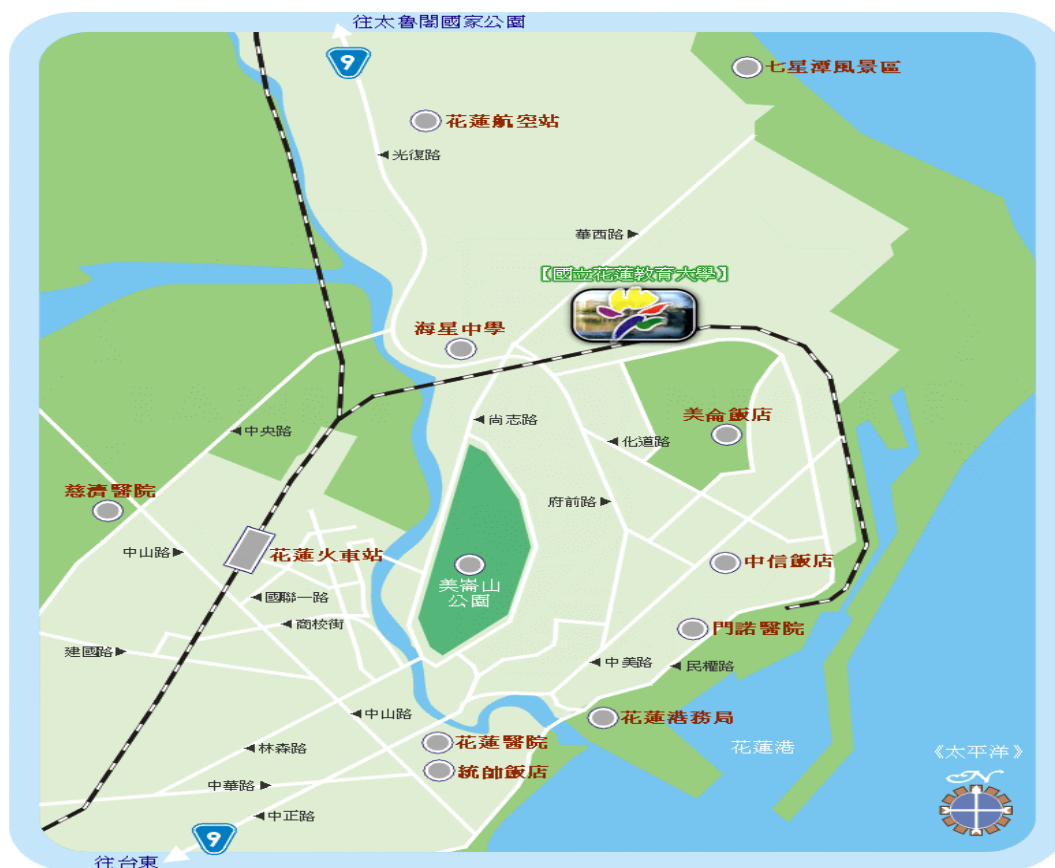 往太魯閣國家公園
9
七星潭風景區
花蓮航空站
◄光復路
華西路►
【國立花蓮教育大學】
海星中學
◄尚志路
美侖飯店
◄中央路
◄化道路
慈濟醫院
府前路►
中山路►
花蓮火車站
中信飯店
美崙山
公園
◄國聯一路
◄商校街
門諾醫院
建國路►
◄中美路
◄民權路
◄中山路
花蓮港務局
◄林森路
花蓮醫院
花蓮港
《太平洋》
統帥飯店
N
中華路►
◄中正路
9
往台東